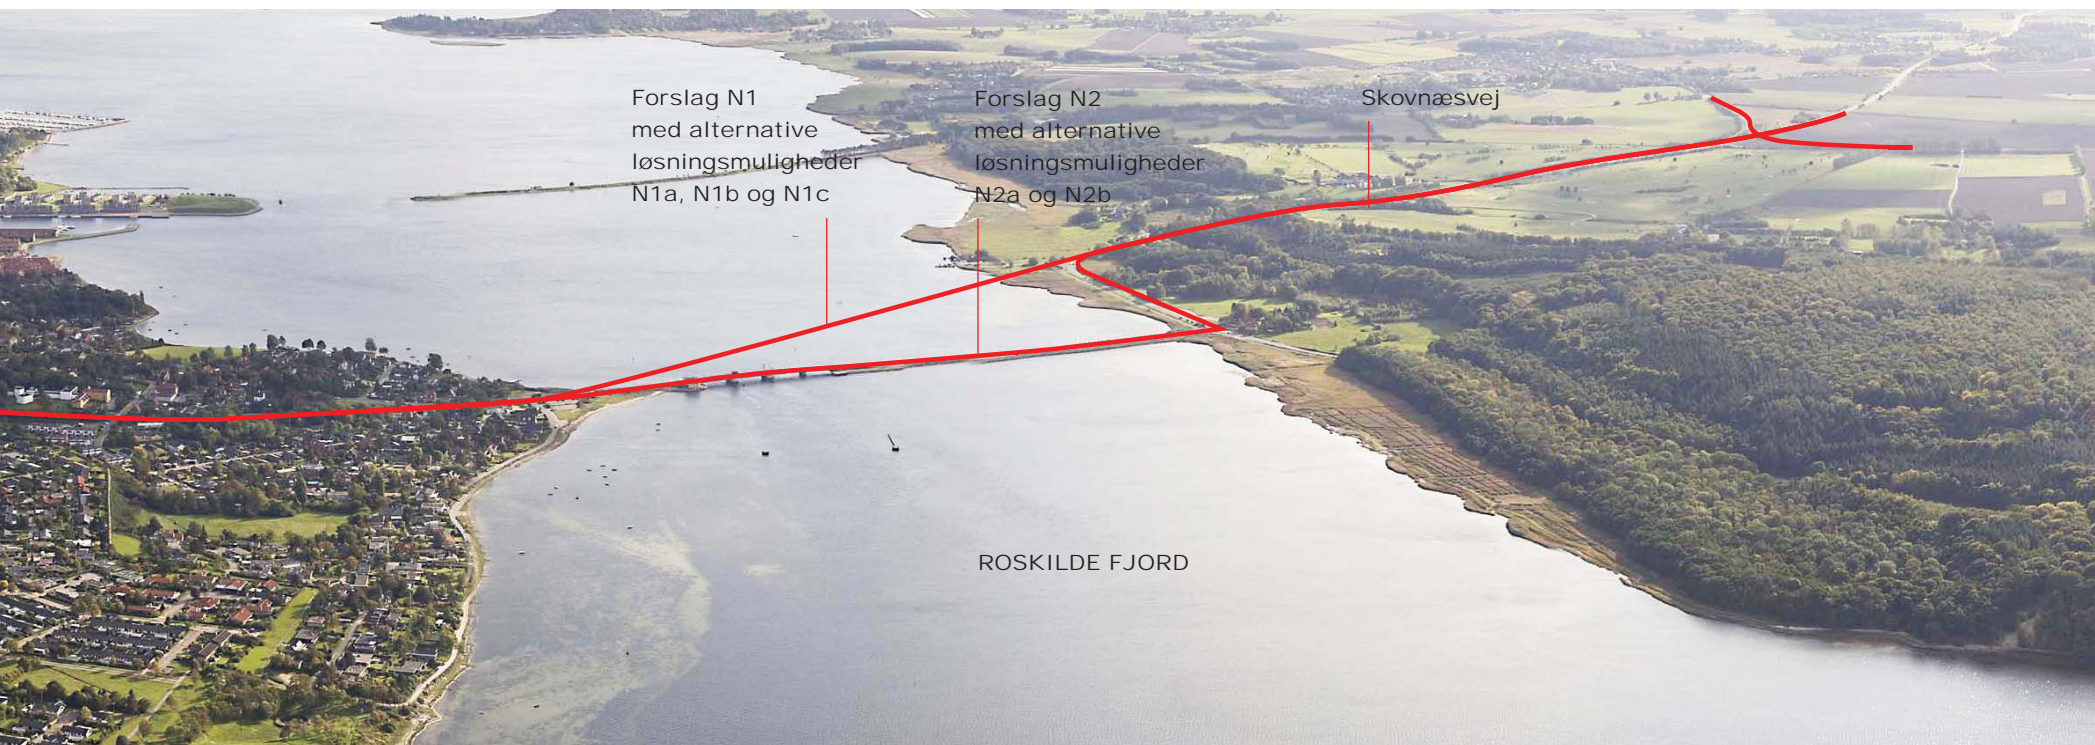 Forslag N1
med alternative
løsningsmuligheder
N1a, N1b og N1c
Forslag N2
med alternative
løsningsmuligheder
N2a og N2b
Skovnæsvej
ROSKILDE FJORD